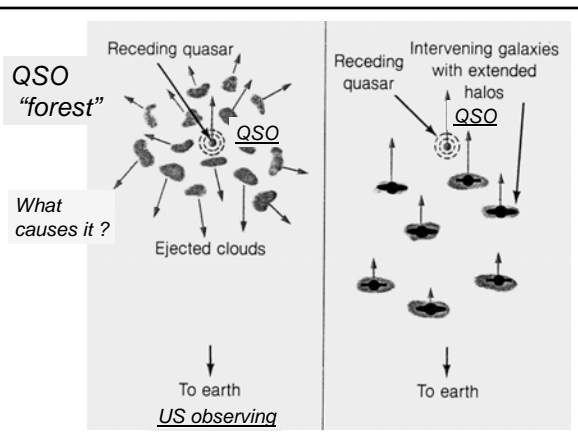 QSO
"forest"
What
causes it ?
Receding quasar
QSO
Ejected clouds
To earth
US observing
Receding
quasar
Intervening galaxies
with extended
halos
QSO
To earth